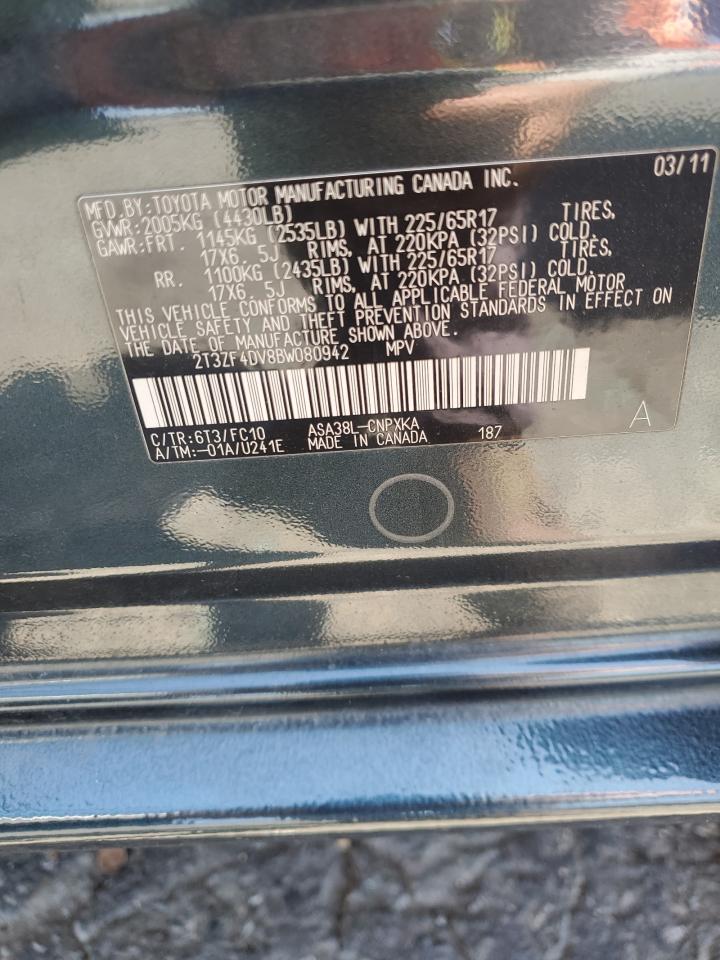 MFD.BY:TOYOTA MOTOR MANUFACTURING CANADA INC. 03/11
GVWR:2005KG (4430LB)
GAWR:FRT. 1145KG (2535LB) WITH 225/65R17 TIRES,
17X6. 5J RIMS, AT 220KPA (32PSI) COLD.
RR. 1100KG (2435LB) WITH 225/65R17 TIRES,
17X6. 5J RIMS, AT 220KPA (32PSI) COLD.
THIS VEHICLE CONFORMS TO ALL APPLICABLE FEDERAL MOTOR
VEHICLE SAFETY AND THEFT PREVENTION STANDARDS IN EFFECT ON
THE DATE OF MANUFACTURE SHOWN ABOVE.
2T3ZF4DV8BW080942 MPV
C/TR:6T3/FC10 ASA38L-CNPXKA A
A/TM:-01A/U241E MADE IN CANADA 187